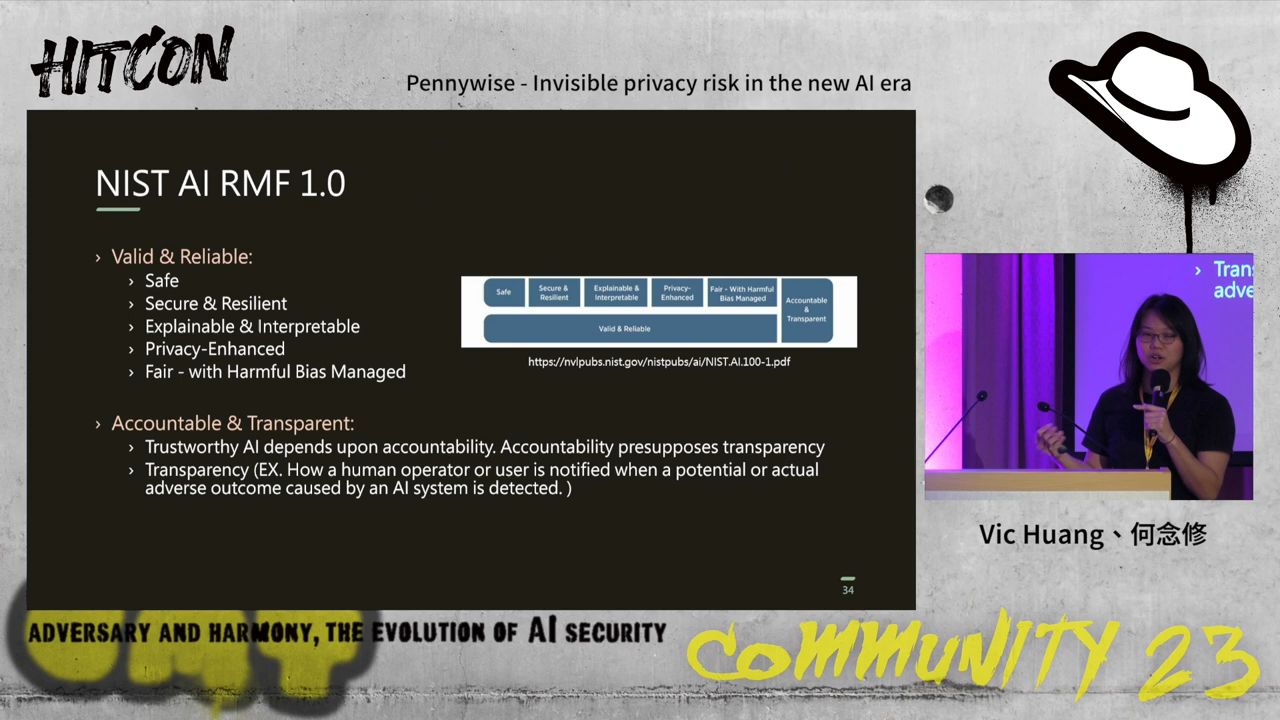 HITCON
Pennywise - Invisible privacy risk in the new AI era
NIST AI RMF 1.0
› Valid & Reliable:
› Safe
› Secure & Resilient
› Explainable & Interpretable
› Privacy-Enhanced
› Fair - with Harmful Bias Managed
Safe
Secure &
Resilient
Explainable &
Interpretable
Privacy-
Enhanced
Fair - With Harmful
Bias Managed
Accountable
&
Transparent
Valid & Reliable
https://nvlpubs.nist.gov/nistpubs/ai/NIST.AI.100-1.pdf
› Accountable & Transparent:
› Trustworthy AI depends upon accountability. Accountability presupposes transparency
› Transparency (EX. How a human operator or user is notified when a potential or actual
adverse outcome caused by an AI system is detected. )
34
› Tran
adve
Vic Huang、何念修
ADVERSARY AND HARMONY, THE EVOLUTION OF AI SECURITY
COMMUNITY 23